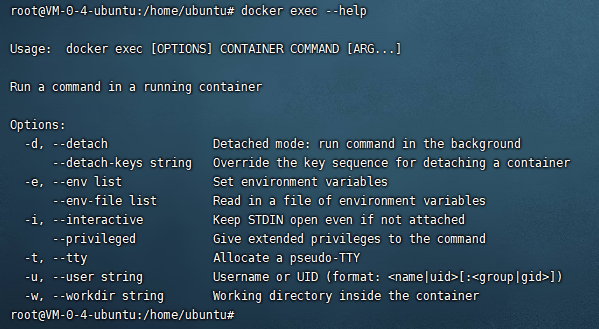 root@VM-0-4-ubuntu:/home/ubuntu# docker exec --help
Usage:  docker exec [OPTIONS] CONTAINER COMMAND [ARG...]
Run a command in a running container
Options:
  -d, --detach               Detached mode: run command in the background
      --detach-keys string   Override the key sequence for detaching a container
  -e, --env list             Set environment variables
      --env-file list        Read in a file of environment variables
  -i, --interactive          Keep STDIN open even if not attached
      --privileged           Give extended privileges to the command
  -t, --tty                  Allocate a pseudo-TTY
  -u, --user string          Username or UID (format: <name|uid>[:<group|gid>])
  -w, --workdir string       Working directory inside the container
root@VM-0-4-ubuntu:/home/ubuntu#